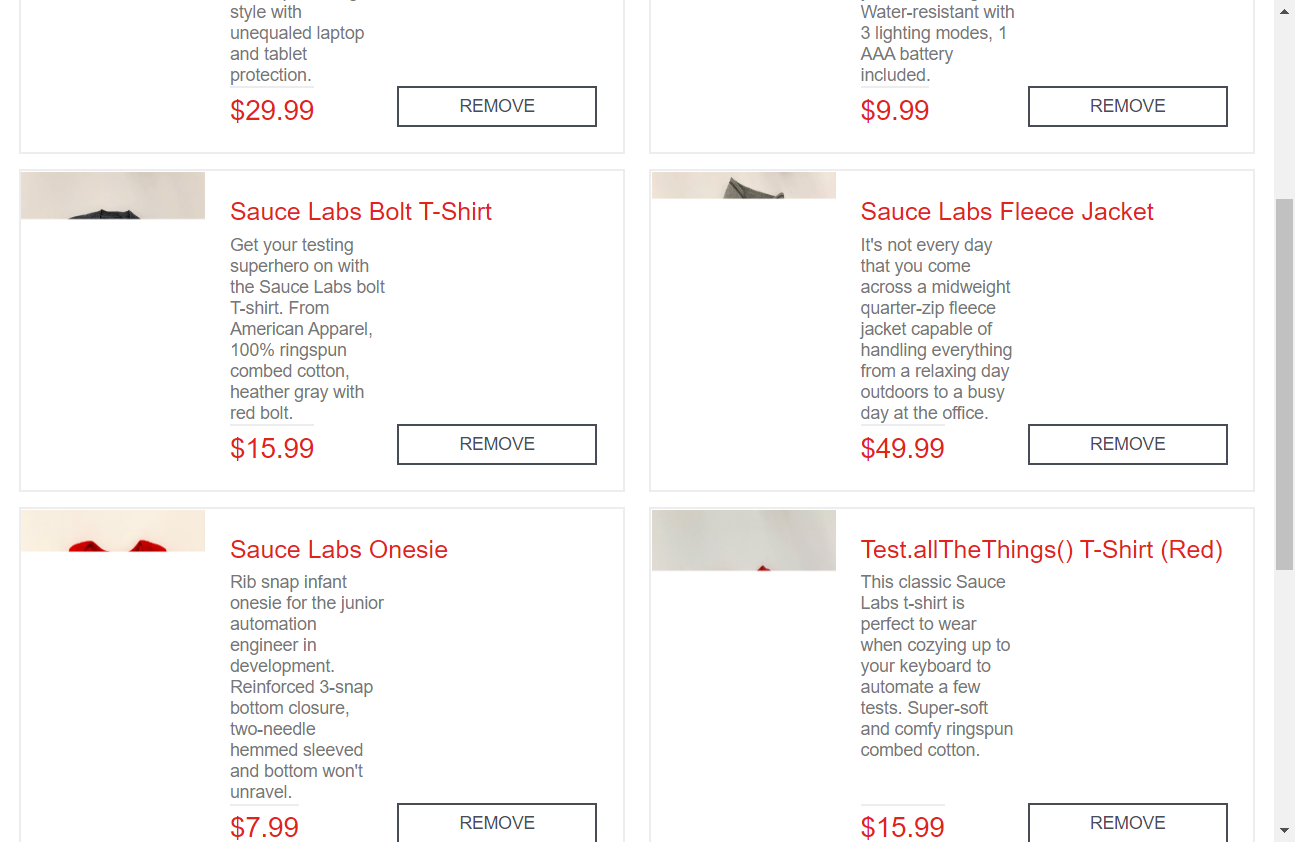 style with
unequaled laptop
and tablet
protection.
$29.99
REMOVE
Water-resistant with
3 lighting modes, 1
AAA battery
included.
$9.99
REMOVE
Sauce Labs Bolt T-Shirt
Get your testing
superhero on with
the Sauce Labs bolt
T-shirt. From
American Apparel,
100% ringspun
combed cotton,
heather gray with
red bolt.
$15.99
REMOVE
Sauce Labs Fleece Jacket
It's not every day
that you come
across a midweight
quarter-zip fleece
jacket capable of
handling everything
from a relaxing day
outdoors to a busy
day at the office.
$49.99
REMOVE
Sauce Labs Onesie
Rib snap infant
onesie for the junior
automation
engineer in
development.
Reinforced 3-snap
bottom closure,
two-needle
hemmed sleeved
and bottom won't
unravel.
$7.99
REMOVE
Test.allTheThings() T-Shirt (Red)
This classic Sauce
Labs t-shirt is
perfect to wear
when cozying up to
your keyboard to
automate a few
tests. Super-soft
and comfy ringspun
combed cotton.
$15.99
REMOVE